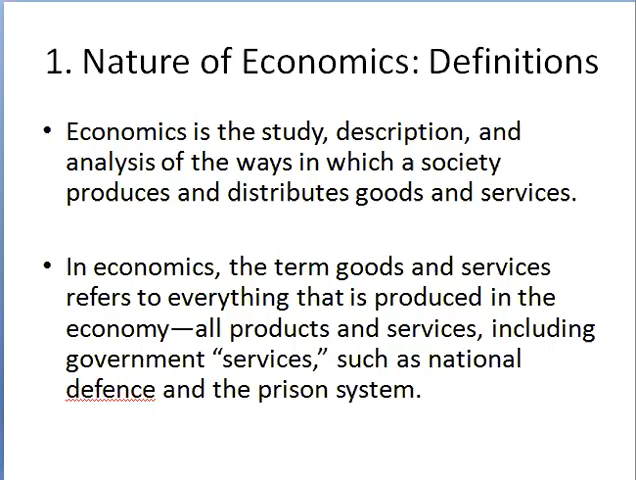 1. Nature of Economics: Definitions
• Economics is the study, description, and
analysis of the ways in which a society
produces and distributes goods and services.
• In economics, the term goods and services
refers to everything that is produced in the
economy—all products and services, including
government “services,” such as national
defence and the prison system.